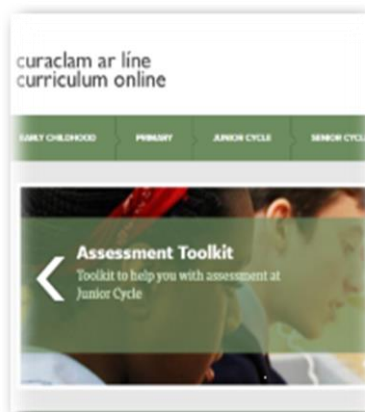 curaclam ar líne
curriculum online
EARLY CHILDHOOD PRIMARY JUNIOR CYCLE SENIOR CYCL
Assessment Toolkit
Toolkit to help you with assessment at
Junior Cycle